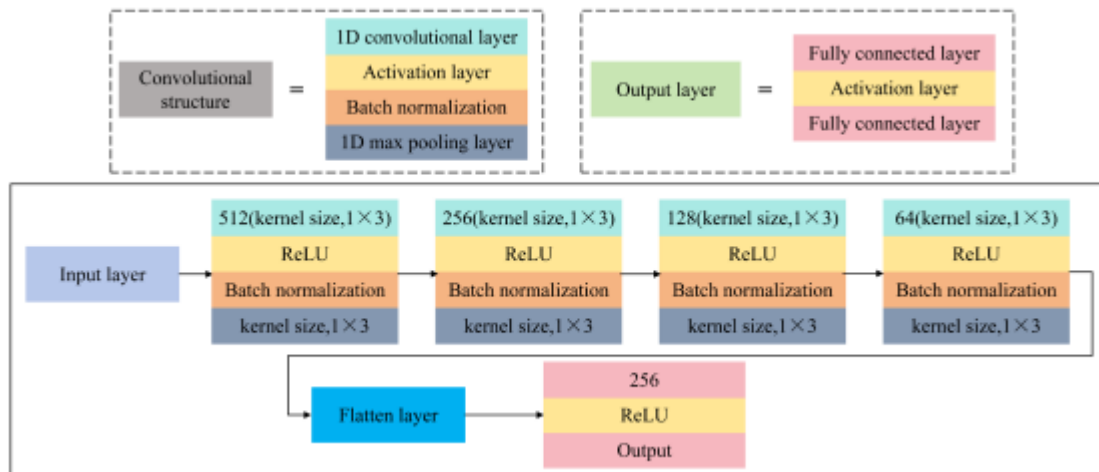 Convolutional
structure
=
1D convolutional layer
Activation layer
Batch normalization
1D max pooling layer
Output layer
=
Fully connected layer
Activation layer
Fully connected layer
Input layer
512(kernel size,1×3)
ReLU
Batch normalization
kernel size,1×3
256(kernel size,1×3)
ReLU
Batch normalization
kernel size,1×3
128(kernel size,1×3)
ReLU
Batch normalization
kernel size,1×3
64(kernel size,1×3)
ReLU
Batch normalization
kernel size,1×3
Flatten layer
256
ReLU
Output